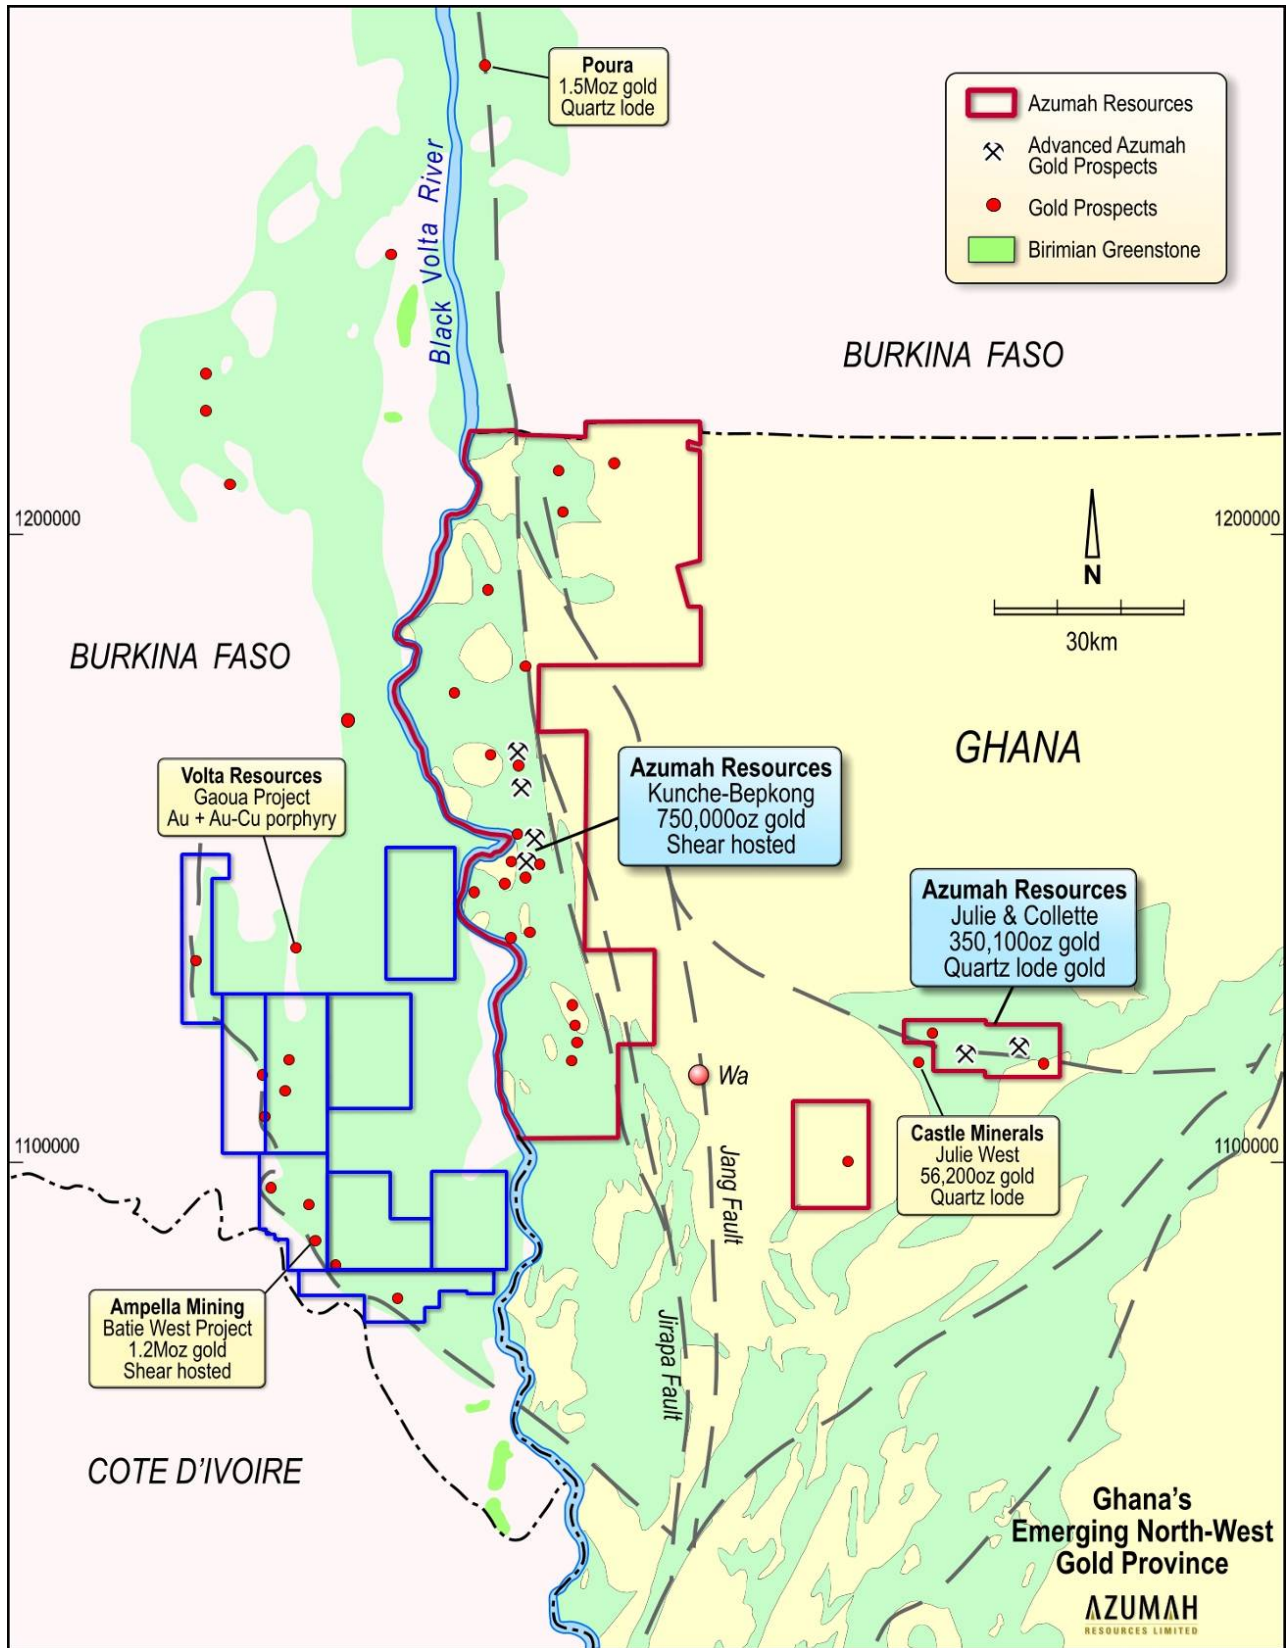 Poura
1.5Moz gold
Quartz lode
Azumah Resources
Advanced Azumah
Gold Prospects
Gold Prospects
Birimian Greenstone
Black Volta River
BURKINA FASO
1200000
1200000
N
30km
BURKINA FASO
GHANA
Volta Resources
Gaoua Project
Au + Au-Cu porphyry
Azumah Resources
Kunche-Bepkong
750,000oz gold
Shear hosted
Azumah Resources
Julie & Collette
350,100oz gold
Quartz lode gold
Wa
Castle Minerals
Julie West
56,200oz gold
Quartz lode
1100000
1100000
Jang Fault
Jirapa Fault
Ampella Mining
Batie West Project
1.2Moz gold
Shear hosted
COTE D'IVOIRE
Ghana's
Emerging North-West
Gold Province
AZUMAH
RESOURCES LIMITED